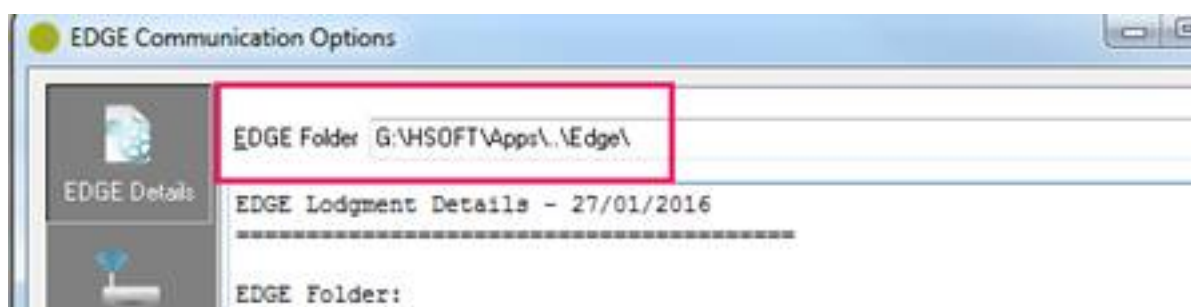 EDGE Communication Options
EDGE Folder G:\HSOFT\Apps\..\Edge\
EDGE Details
EDGE Lodgment Details - 27/01/2016
========================================
EDGE Folder: